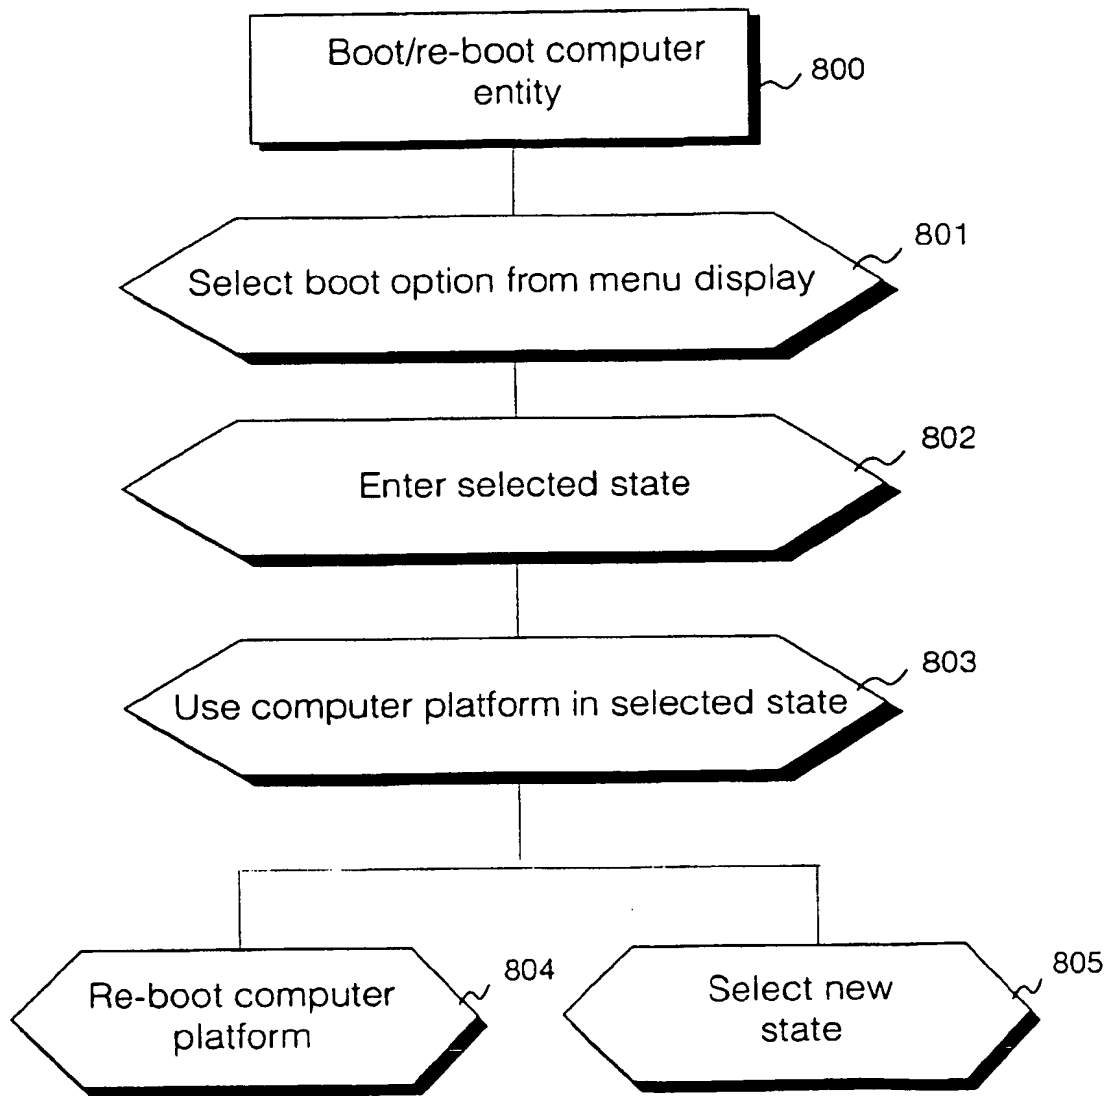 Boot/re-boot computer
entity
800
Select boot option from menu display
801
Enter selected state
802
Use computer platform in selected state
803
Re-boot computer
platform
804
Select new
state
805